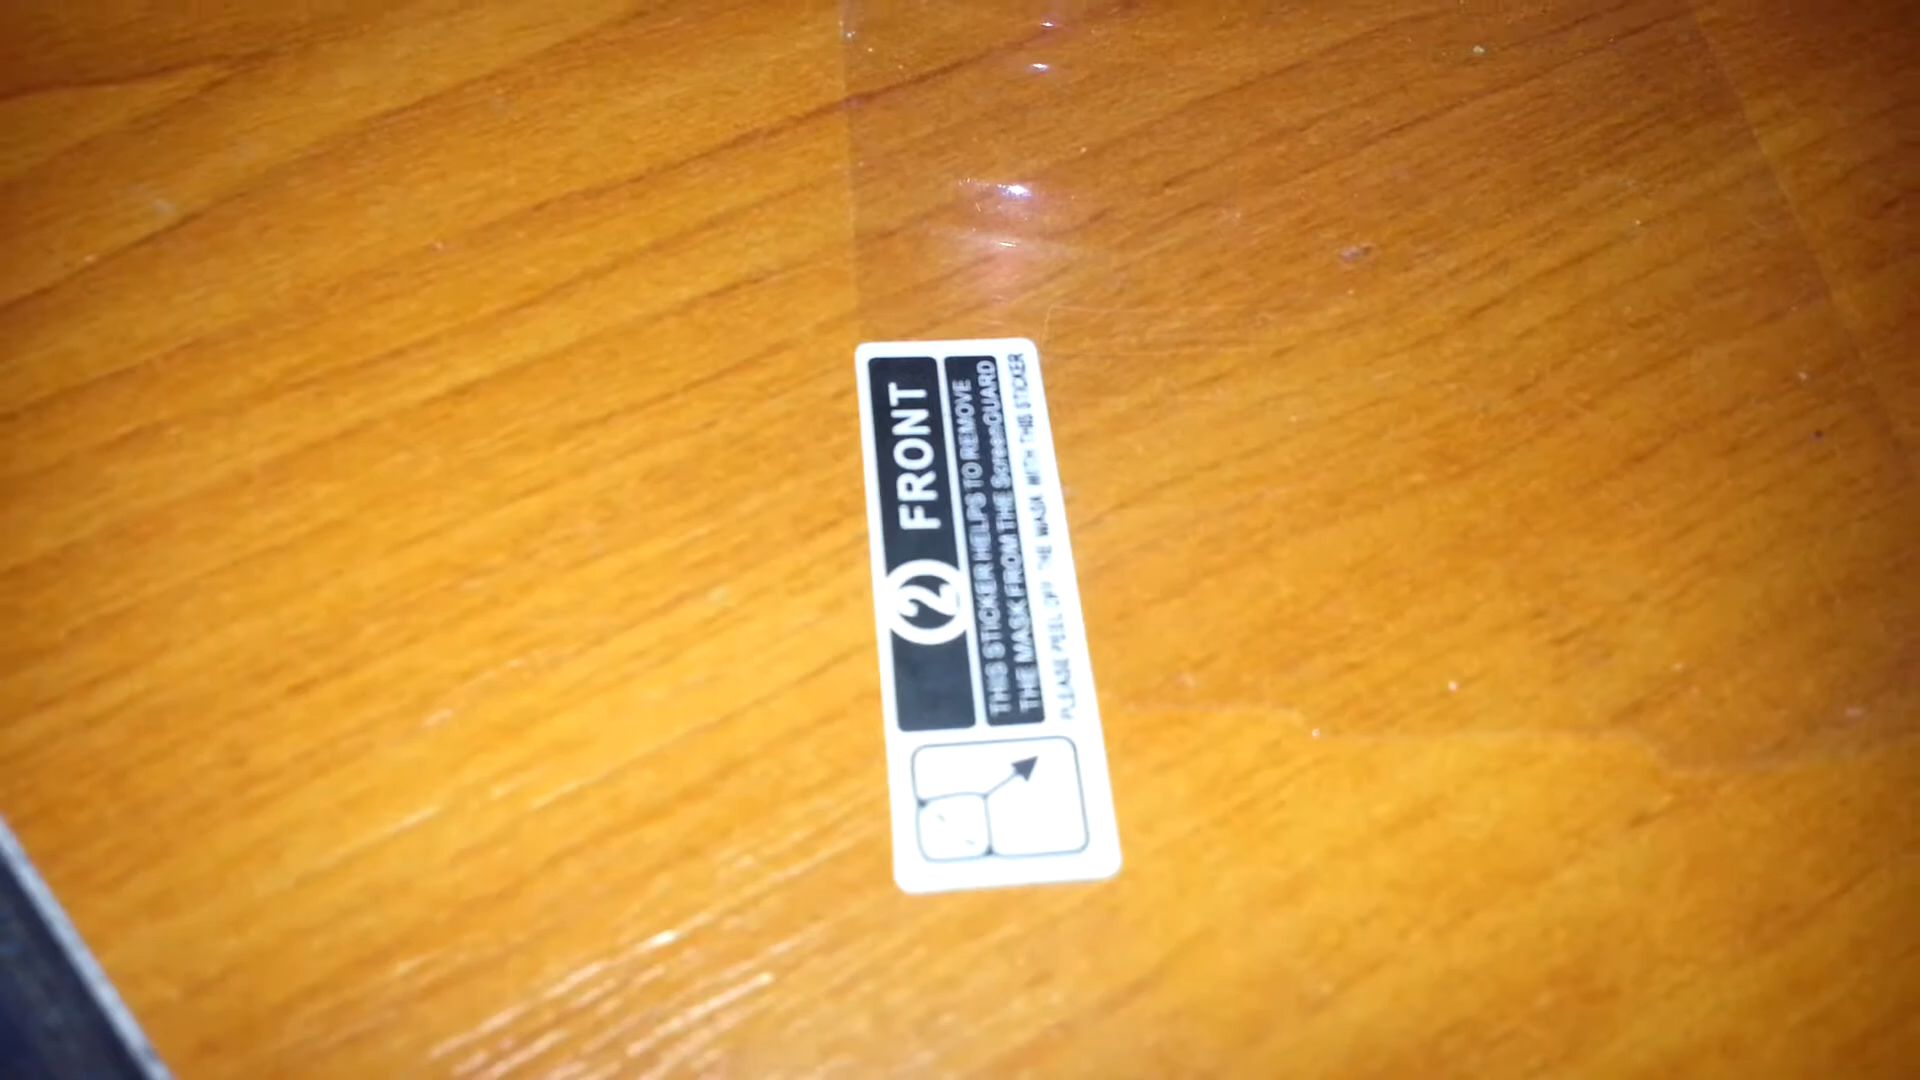 ② FRONT
THIS STICKER HELPS TO REMOVE
THE MASK FROM THE ScreenGUARD
PLEASE PEEL OFF THE MASK WITH THIS STICKER